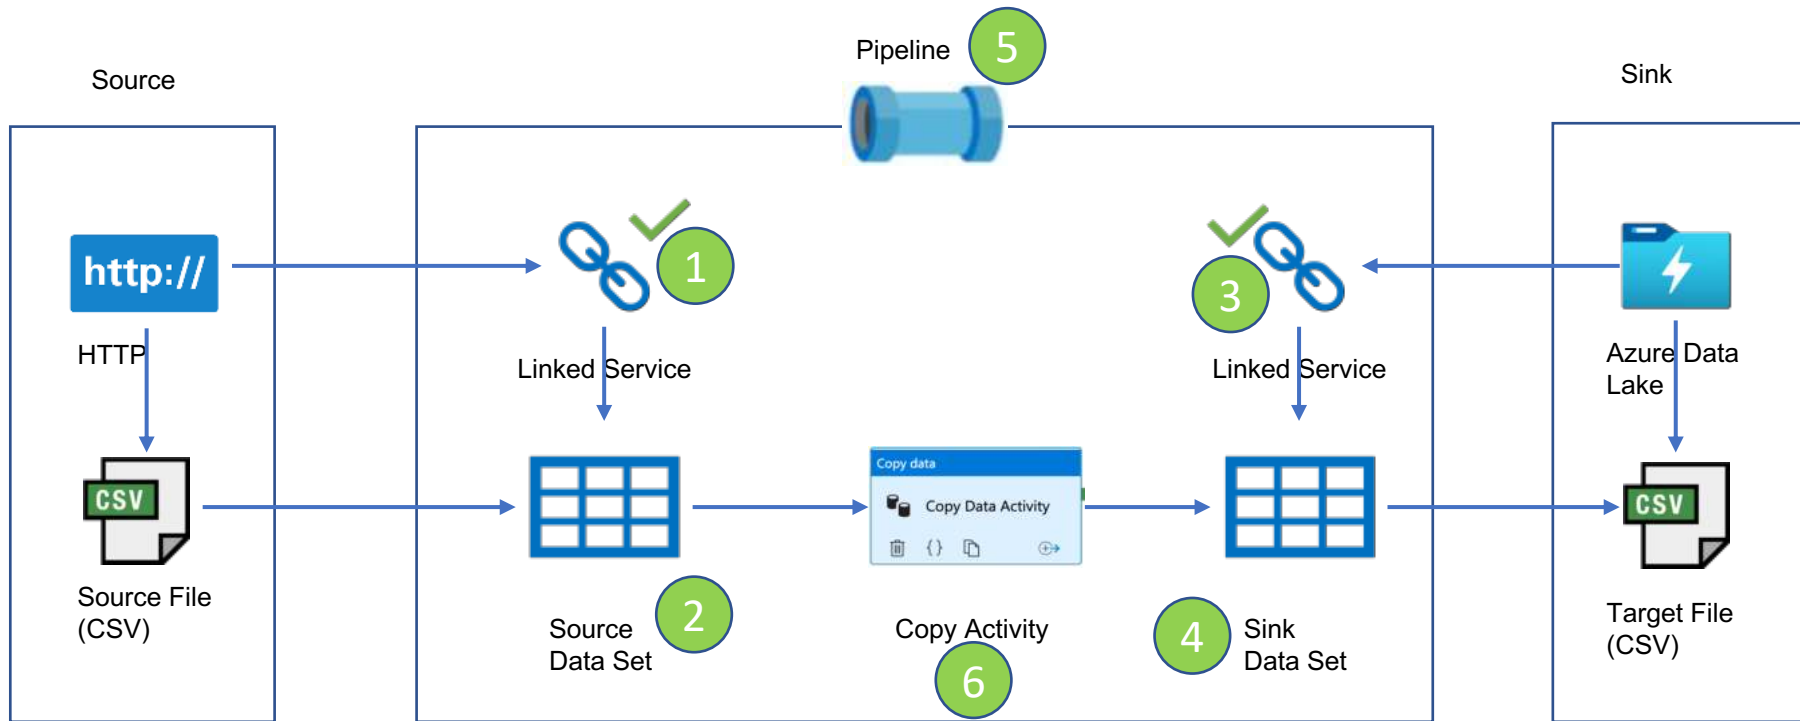 Pipeline
5
Source
Sink
http://
1
3
HTTP
Linked Service
Linked Service
Azure Data
Lake
Copy data
Copy Data Activity
{}
CSV
CSV
Source File
(CSV)
Source
Data Set
2
Copy Activity
6
4
Sink
Data Set
Target File
(CSV)